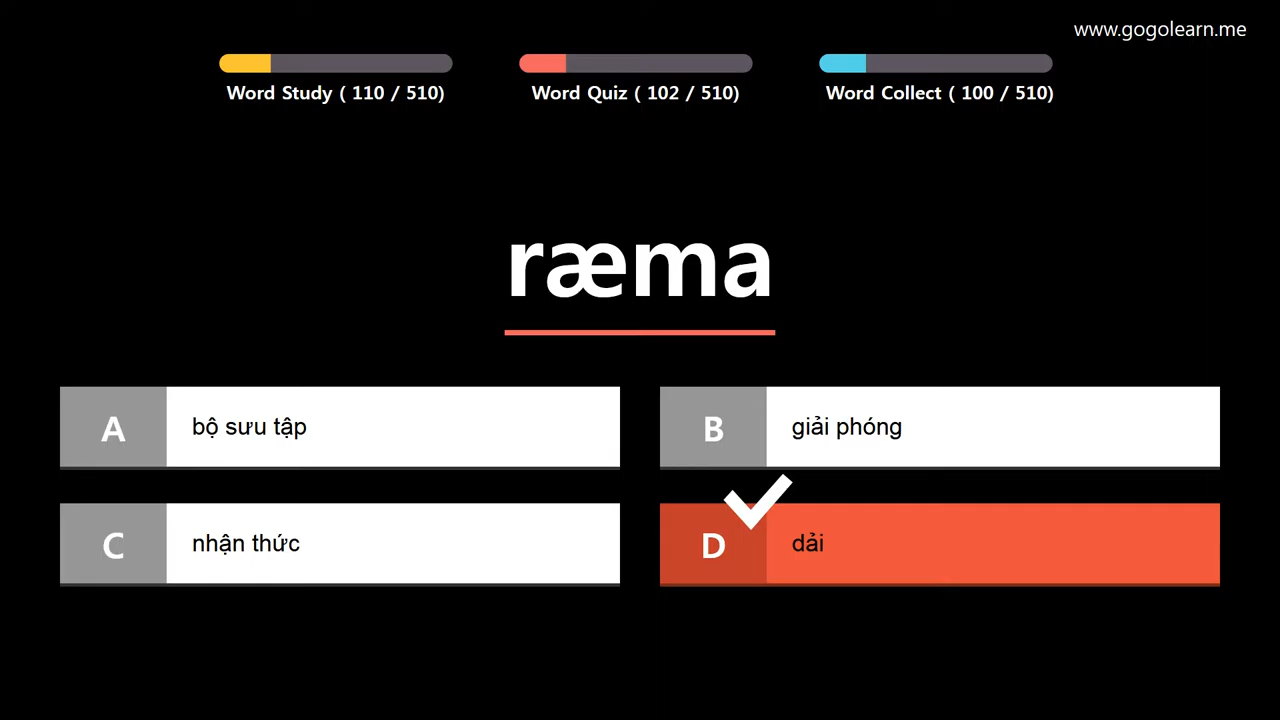 www.gogolearn.me
Word Study ( 110 / 510)
Word Quiz ( 102 / 510)
Word Collect ( 100 / 510)
ræma
A bộ sưu tập
B giải phóng
C nhận thức
D dải